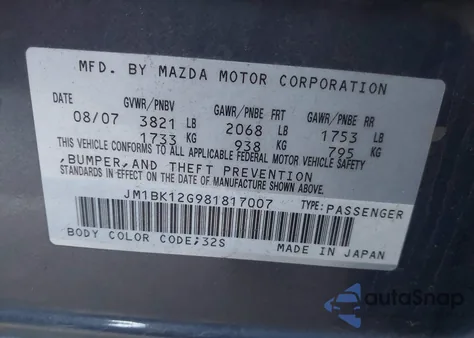 MFD. BY MAZDA MOTOR CORPORATION
DATE GVWR/PNBV GAWR/PNBE FRT GAWR/PNBE RR
08/07 3821 LB 2068 LB 1753 LB
1733 KG 938 KG 795 KG
THIS VEHICLE CONFORMS TO ALL APPLICABLE FEDERAL MOTOR VEHICLE SAFETY
,BUMPER,AND THEFT PREVENTION
STANDARDS IN EFFECT ON THE DATE OF MANUFACTURE SHOWN ABOVE.
JM1BK12G981817007 TYPE:PASSENGER
BODY COLOR CODE;32S MADE IN JAPAN
autoSnap